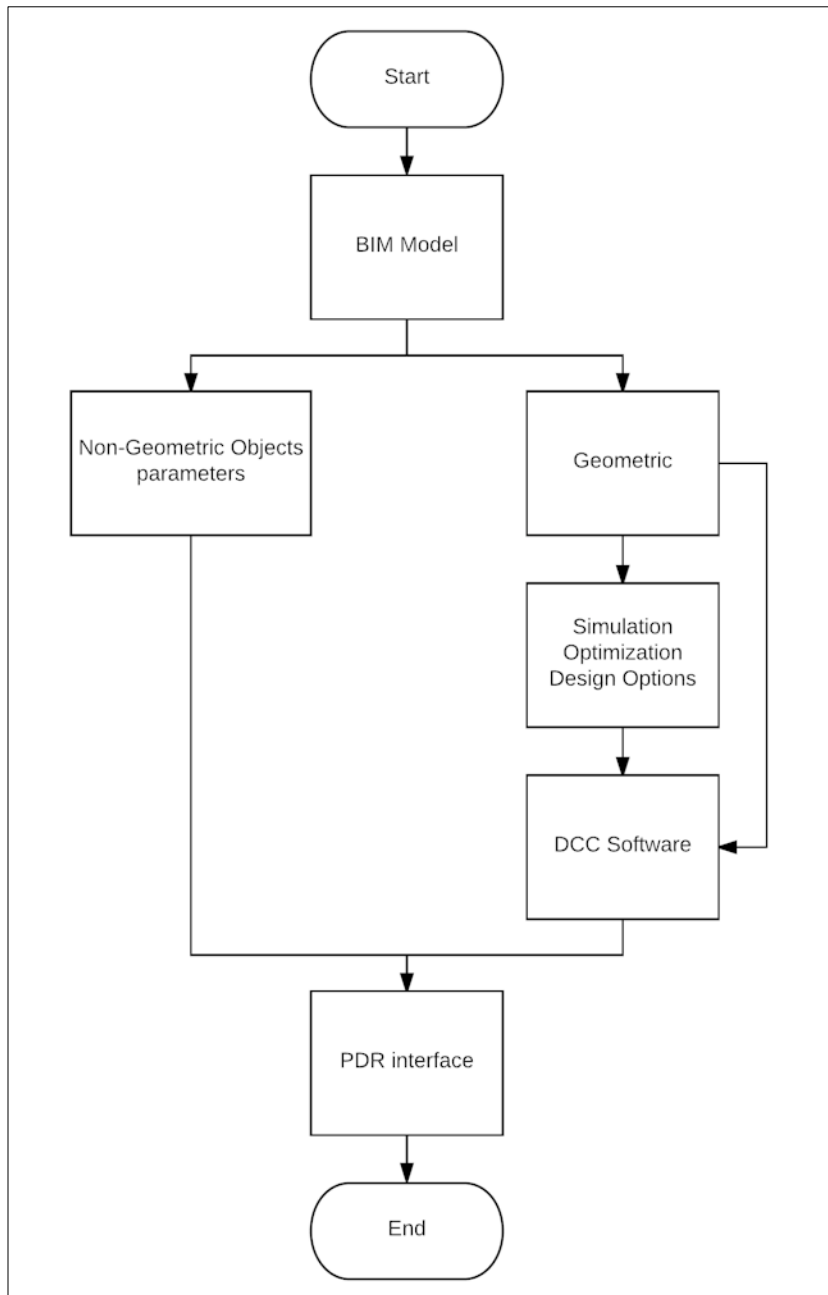 Start
BIM Model
Non-Geometric Objects
parameters
Geometric
Simulation
Optimization
Design Options
DCC Software
PDR interface
End